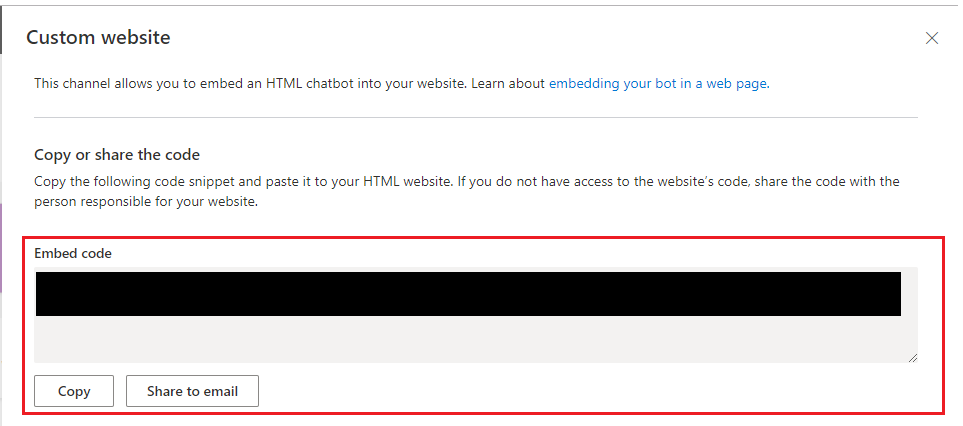 Custom website
This channel allows you to embed an HTML chatbot into your website. Learn about embedding your bot in a web page.
Copy or share the code
Copy the following code snippet and paste it to your HTML website. If you do not have access to the website's code, share the code with the
person responsible for your website.
Embed code
Copy
Share to email